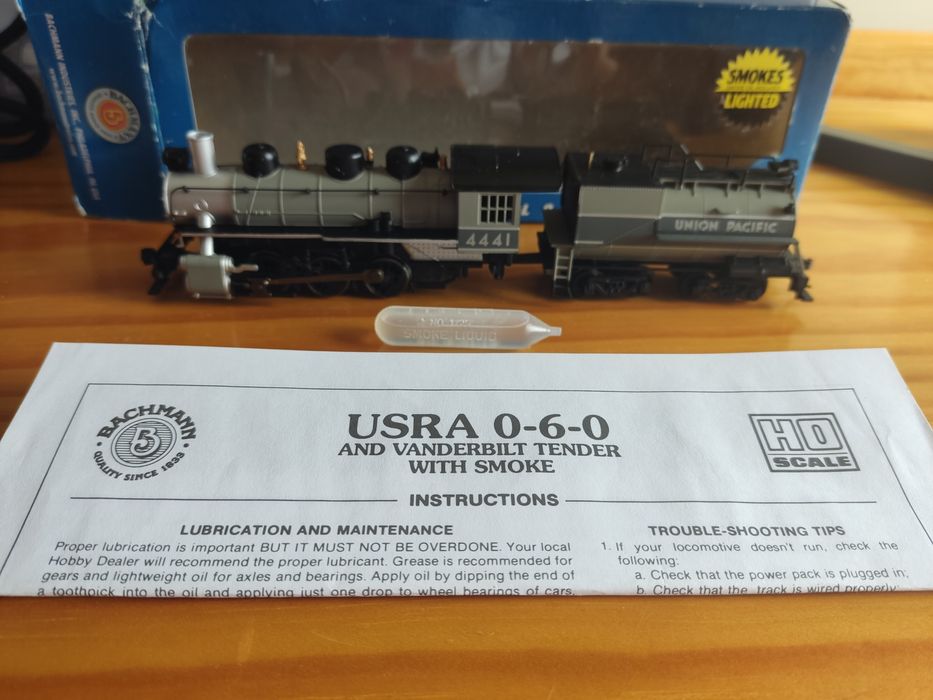 BACHMANN INDUSTRIES, INC.
BACHMANN
SMOKES
LIGHTED
4441
UNION PACIFIC
SMOKE LIQUID
BACHMANN
QUALITY SINCE 1833
USRA 0-6-0
AND VANDERBILT TENDER
WITH SMOKE
HO
SCALE
INSTRUCTIONS
LUBRICATION AND MAINTENANCE
Proper lubrication is important BUT IT MUST NOT BE OVERDONE. Your local
Hobby Dealer will recommend the proper lubricant. Grease is recommended for
gears and lightweight oil for axles and bearings. Apply oil by dipping the end of
a toothpick into the oil and applying just one drop to wheel bearings of cars,
TROUBLE-SHOOTING TIPS
1. If your locomotive doesn't run, check the
following:
a. Check that the power pack is plugged in;
b. Check that the track is wired properly